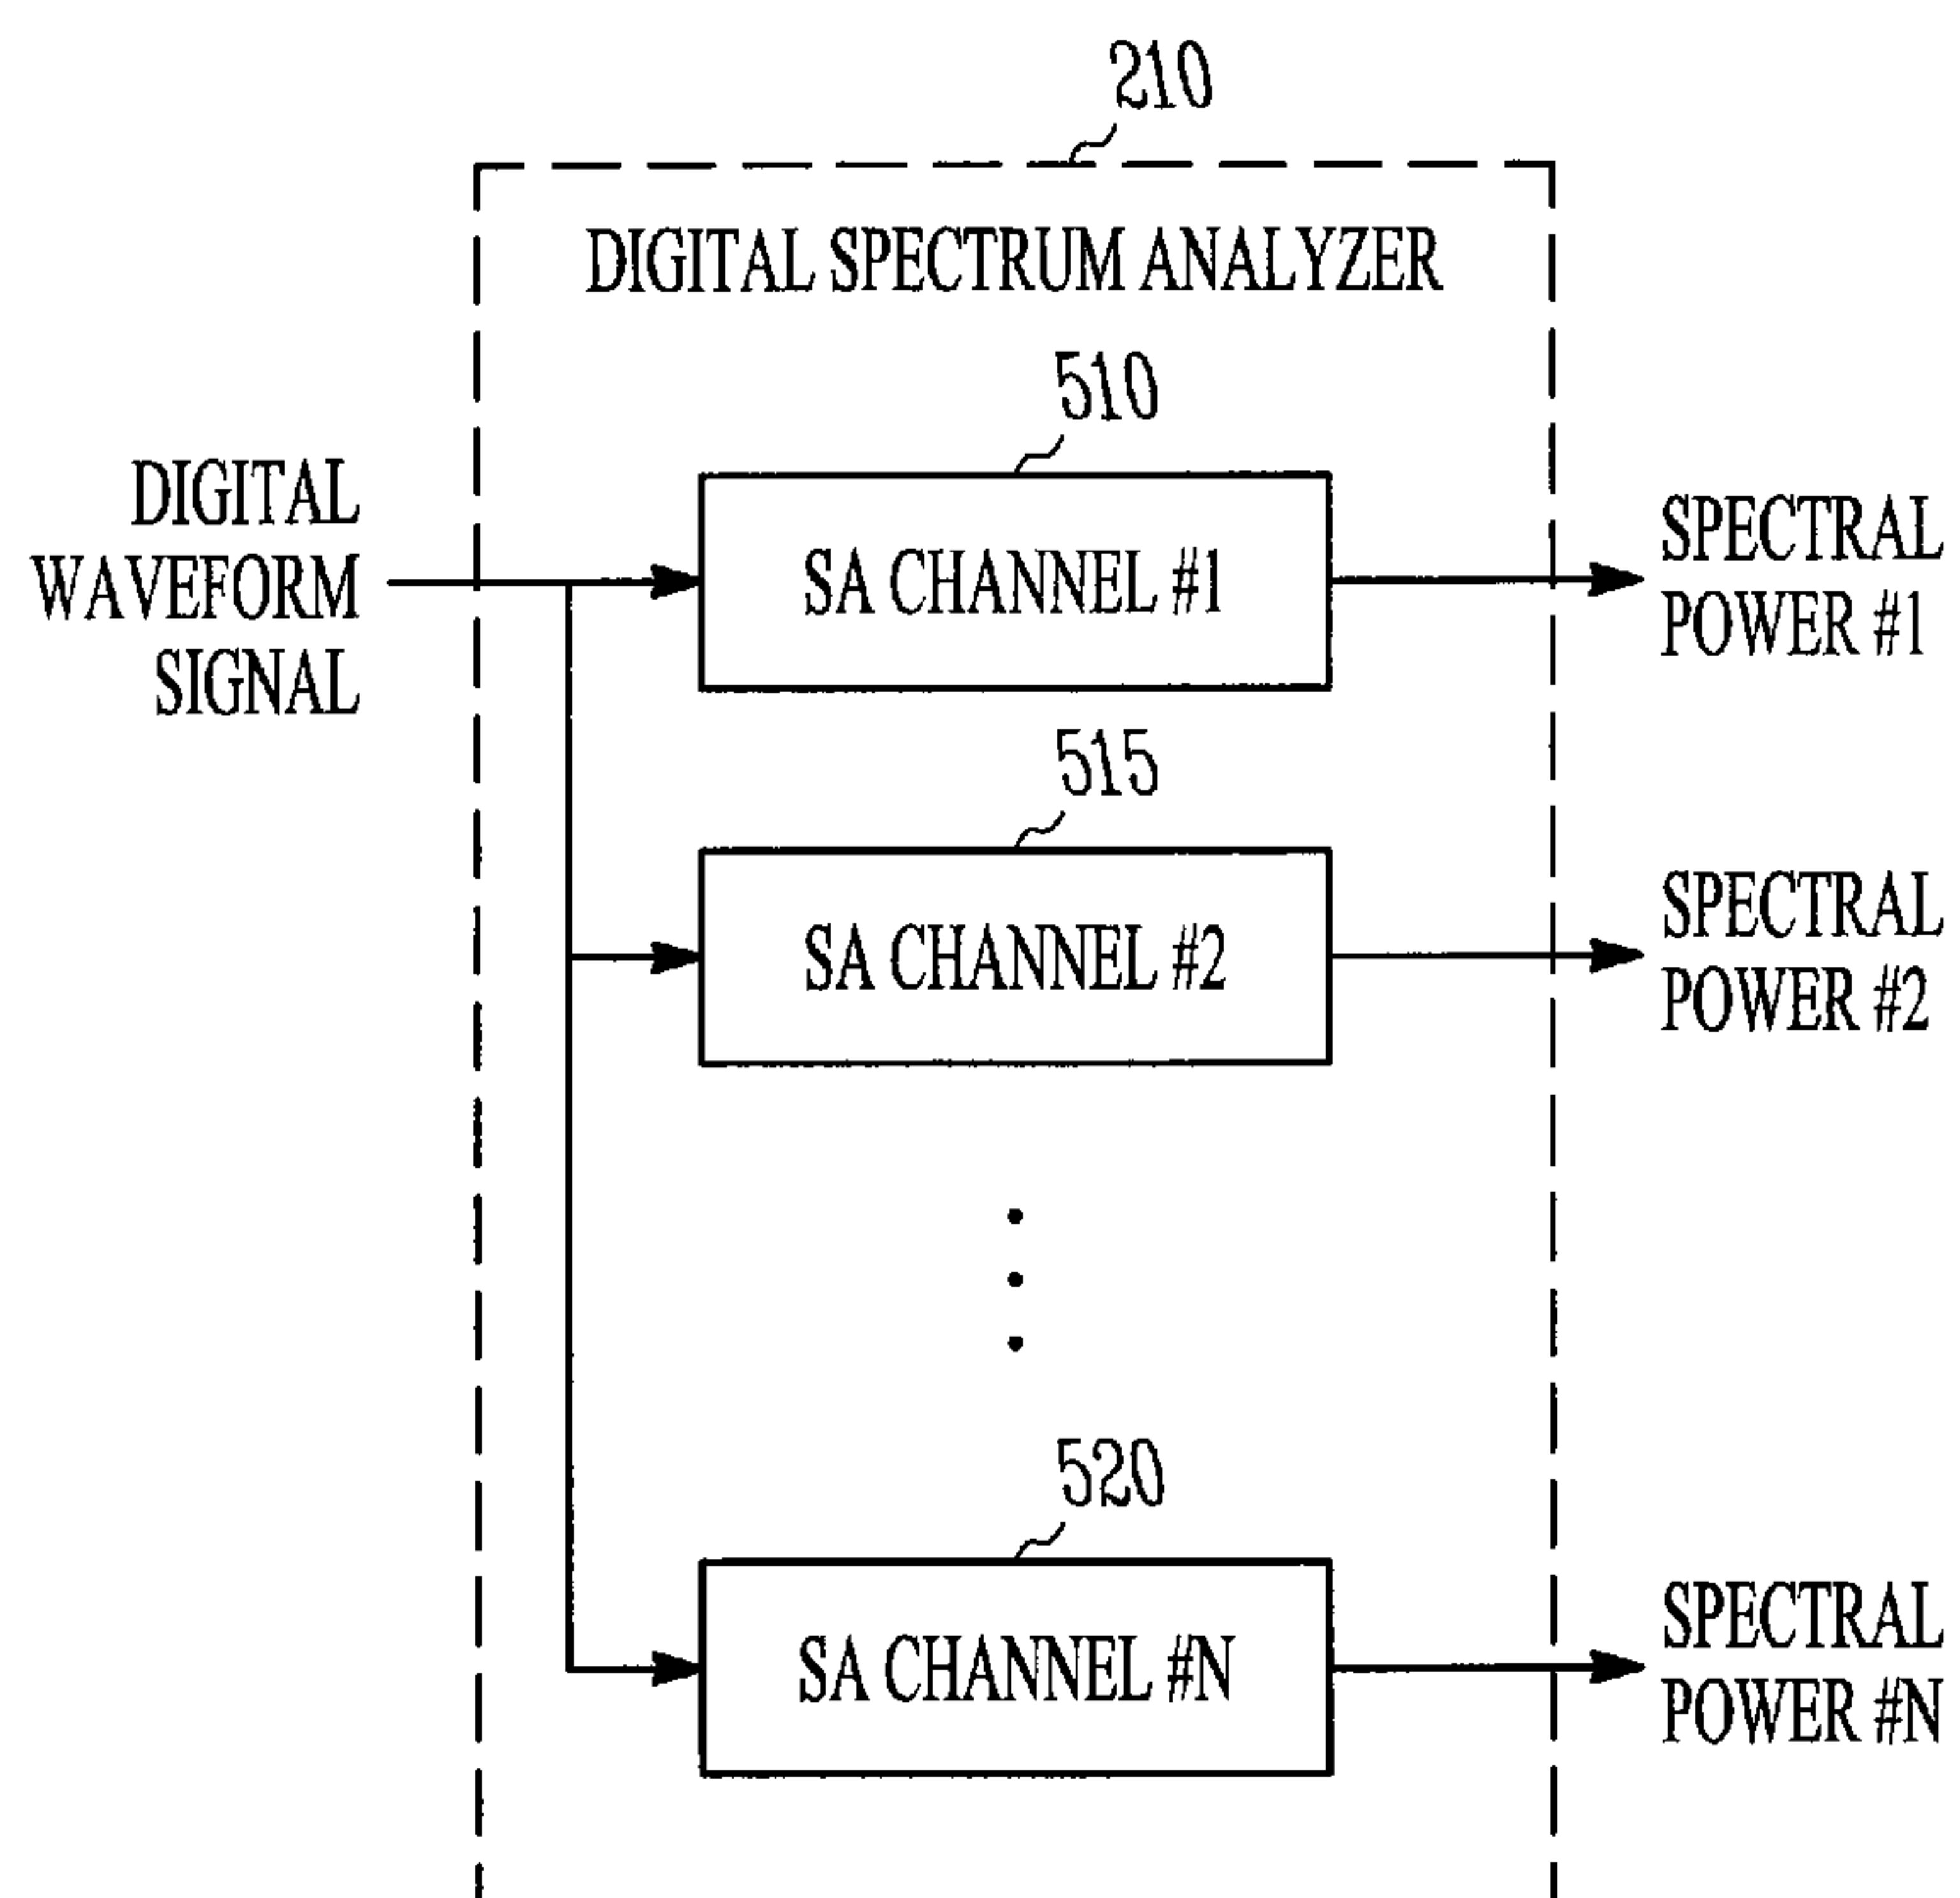 210
DIGITAL SPECTRUM ANALYZER
510
DIGITAL
WAVEFORM
SIGNAL
SA CHANNEL #1
SPECTRAL
POWER #1
515
SA CHANNEL #2
SPECTRAL
POWER #2
520
SA CHANNEL #N
SPECTRAL
POWER #N